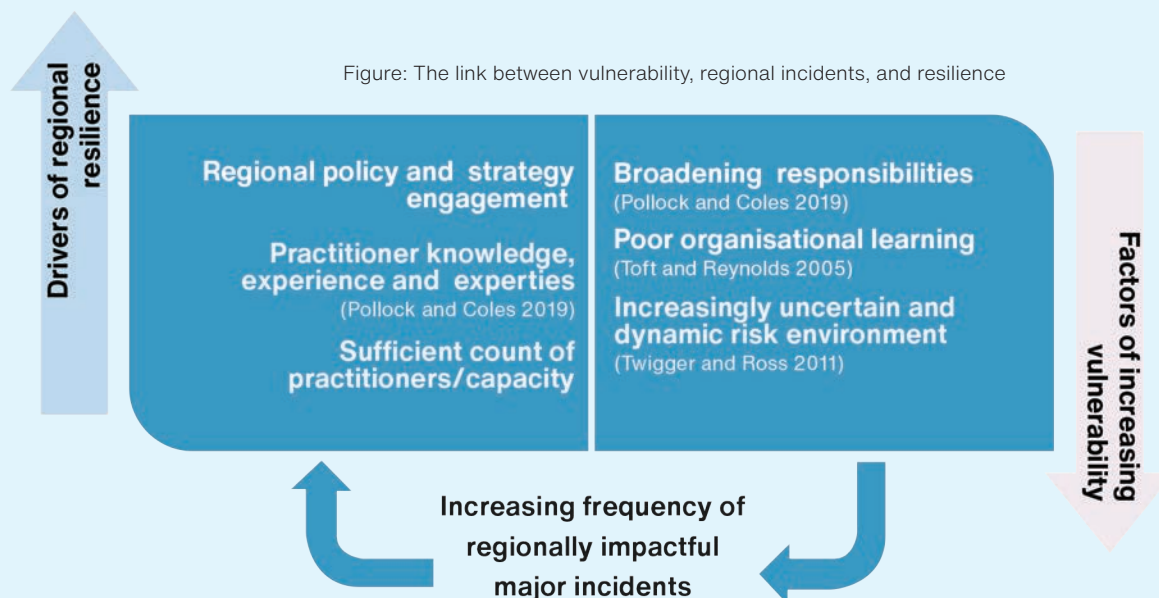 Figure: The link between vulnerability, regional incidents, and resilience
Drivers of regional
resilience
Regional policy and strategy
engagement
Practitioner knowledge,
experience and experties
(Pollock and Coles 2019)
Sufficient count of
practitioners/capacity
Broadening responsibilities
(Pollock and Coles 2019)
Poor organisational learning
(Toft and Reynolds 2005)
Increasingly uncertain and
dynamic risk environment
(Twigger and Ross 2011)
Factors of increasing
vulnerability
Increasing frequency of
regionally impactful
major incidents